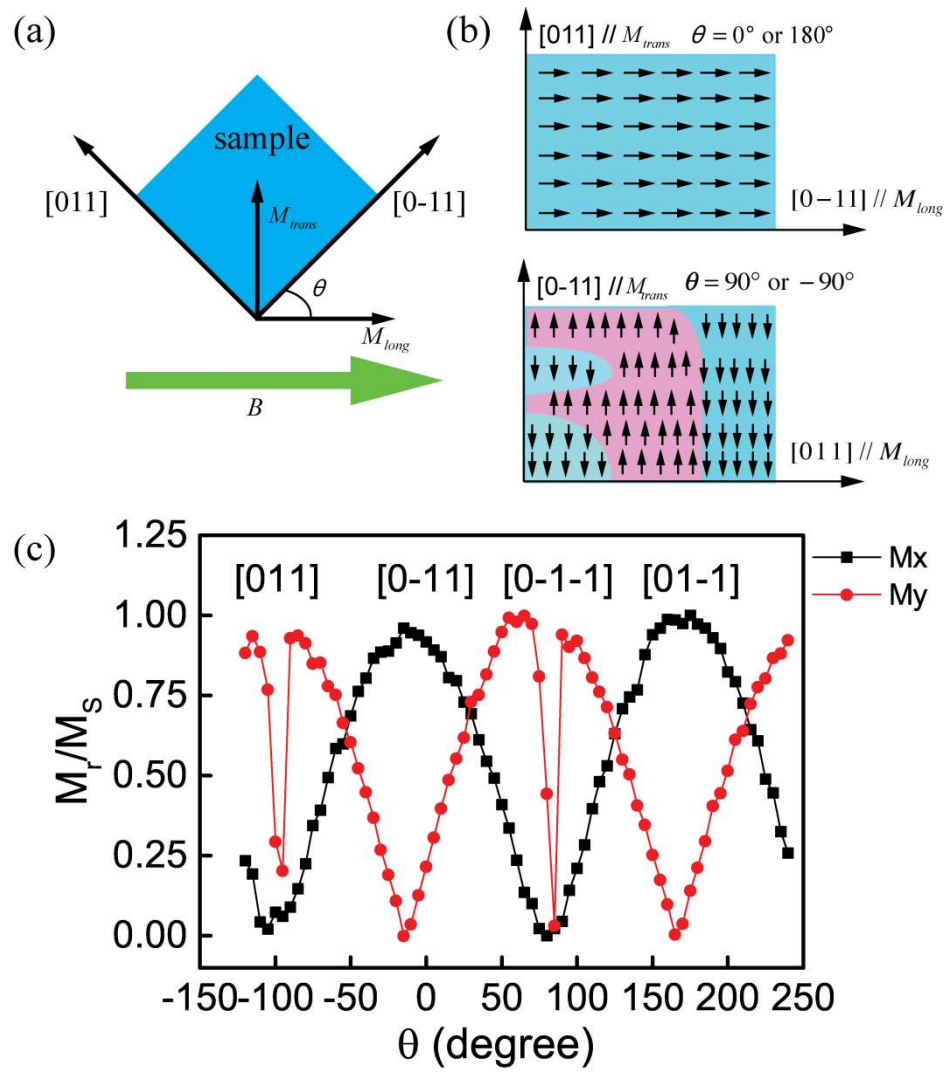 (a)
sample
[011]
[0-11]
M_trans
θ
M_long
B
(b)
[011] // M_trans θ = 0° or 180°
[0-11] // M_long
[0-11] // M_trans θ = 90° or -90°
[011] // M_long
(c)
1.25
1.00
0.75
0.50
0.25
0.00
M_r/M_s
[011] [0-11] [0-1-1] [01-1]
Mx
My
-150 -100 -50 0 50 100 150 200 250
θ (degree)